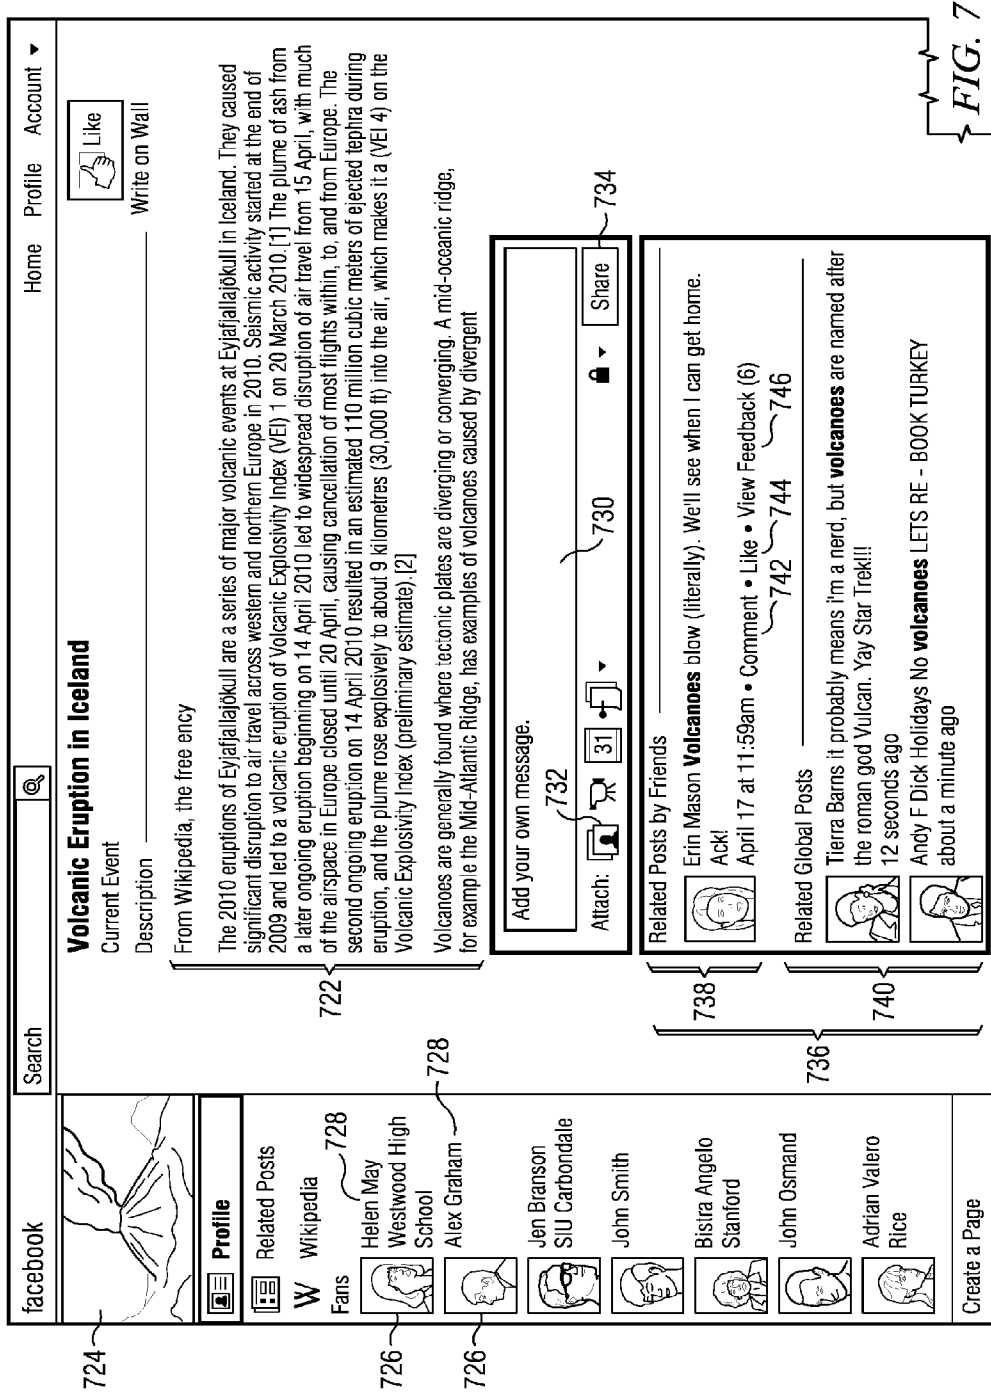 facebook
Search
Home Profile Account
724
Profile
Related Posts
W Wikipedia
Fans
728
726
Helen May
Westwood High
School
728
726
Alex Graham
Jen Branson
SIU Carbondale
John Smith
Bistra Angelo
Stanford
John Osmand
Adrian Valero
Rice
Create a Page
Volcanic Eruption in Iceland
Like
Current Event
Description
Write on Wall
From Wikipedia, the free ency
722
The 2010 eruptions of Eyjafjallajökull are a series of major volcanic events at Eyjafjallajökull in Iceland. They caused
significant disruption to air travel across western and northern Europe in 2010. Seismic activity started at the end of
2009 and led to a volcanic eruption of Volcanic Explosivity Index (VEI) 1 on 20 March 2010.[1] The plume of ash from
a later ongoing eruption beginning on 14 April 2010 led to widespread disruption of air travel from 15 April, with much
of the airspace in Europe closed until 20 April, causing cancellation of most flights within, to, and from Europe. The
second ongoing eruption on 14 April 2010 resulted in an estimated 110 million cubic meters of ejected tephra during
eruption, and the plume rose explosively to about 9 kilometres (30,000 ft) into the air, which makes it a (VEI 4) on the
Volcanic Explosivity Index (preliminary estimate).[2]
Volcanoes are generally found where tectonic plates are diverging or converging. A mid-oceanic ridge,
for example the Mid-Atlantic Ridge, has examples of volcanoes caused by divergent
Add your own message.
732
730
Attach:
31
Share
734
736
738
Related Posts by Friends
Erin Mason Volcanoes blow (literally). We'll see when I can get home.
Ack!
April 17 at 11:59am • Comment • Like • View Feedback (6)
742 744 746
740
Related Global Posts
Tierra Barns it probably means i'm a nerd, but volcanoes are named after
the roman god Vulcan. Yay Star Trek!!!
12 seconds ago
Andy F Dick Holidays No volcanoes LETS RE - BOOK TURKEY
about a minute ago
FIG. 7